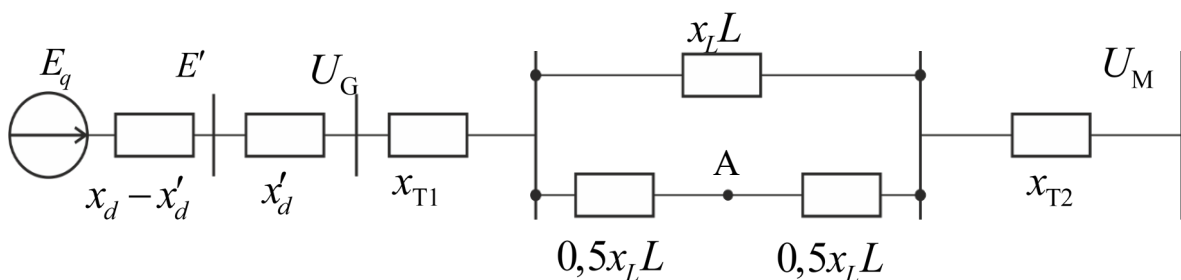 E_q
E′
U_G
x_L L
U_M
x_d − x′_d
x′_d
x_T1
A
x_T2
0,5x_L L
0,5x_L L